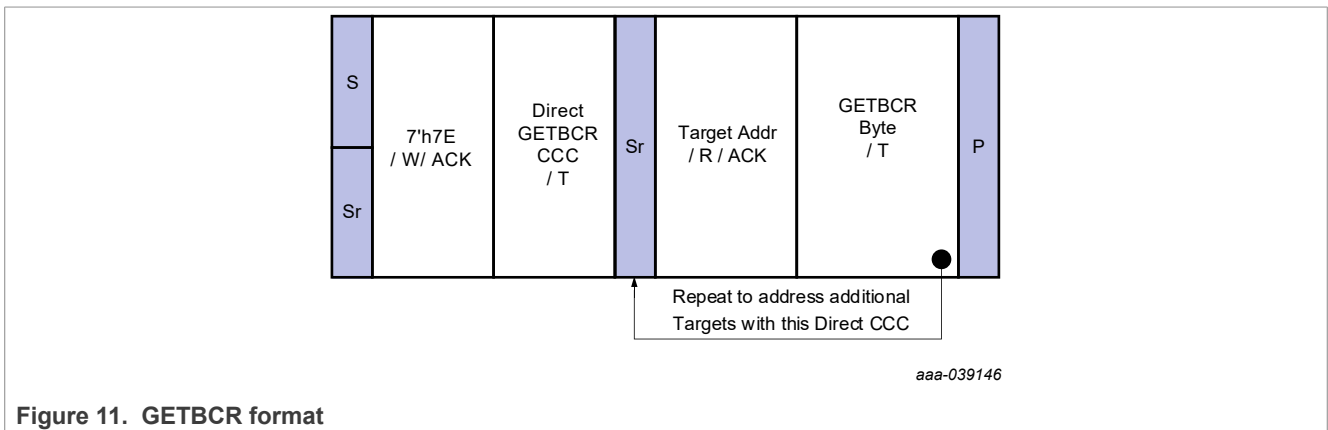 S
Sr
7'h7E
/ W/ ACK
Direct
GETBCR
CCC
/ T
Sr
Target Addr
/ R / ACK
GETBCR
Byte
/ T
P
Repeat to address additional
Targets with this Direct CCC
aaa-039146
Figure 11. GETBCR format